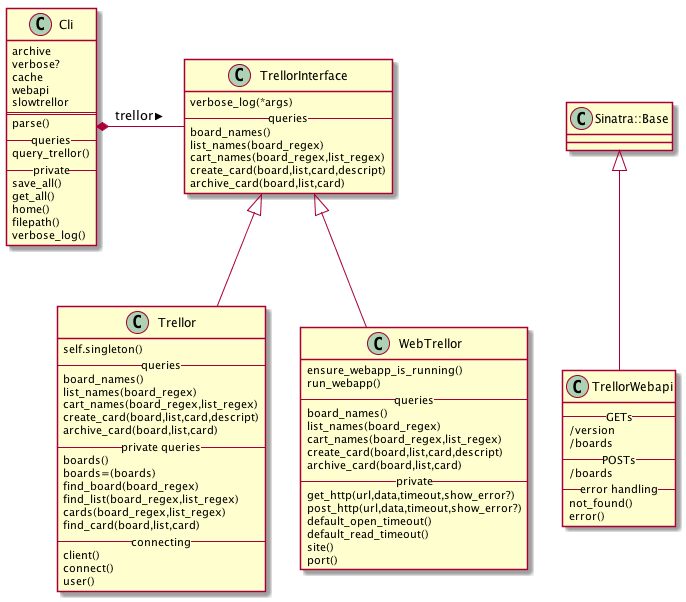 C Cli
archive
verbose?
cache
webapi
slowtrellor
parse()
queries
query_trellor()
private
save_all()
get_all()
home()
filepath()
verbose_log()
trellor
C TrellorInterface
verbose_log(*args)
queries
board_names()
list_names(board_regex)
cart_names(board_regex,list_regex)
create_card(board,list,card,descript)
archive_card(board,list,card)
C Sinatra::Base
C Trellor
self.singleton()
queries
board_names()
list_names(board_regex)
cart_names(board_regex,list_regex)
create_card(board,list,card,descript)
archive_card(board,list,card)
private queries
boards()
boards=(boards)
find_board(board_regex)
find_list(board_regex,list_regex)
cards(board_regex,list_regex)
find_card(board,list,card)
connecting
client()
connect()
user()
C WebTrellor
ensure_webapp_is_running()
run_webapp()
queries
board_names()
list_names(board_regex)
cart_names(board_regex,list_regex)
create_card(board,list,card,descript)
archive_card(board,list,card)
private
get_http(url,data,timeout,show_error?)
post_http(url,data,timeout,show_error?)
default_open_timeout()
default_read_timeout()
site()
port()
C TrellorWebapi
GETs
/version
/boards
POSTs
/boards
error handling
not_found()
error()